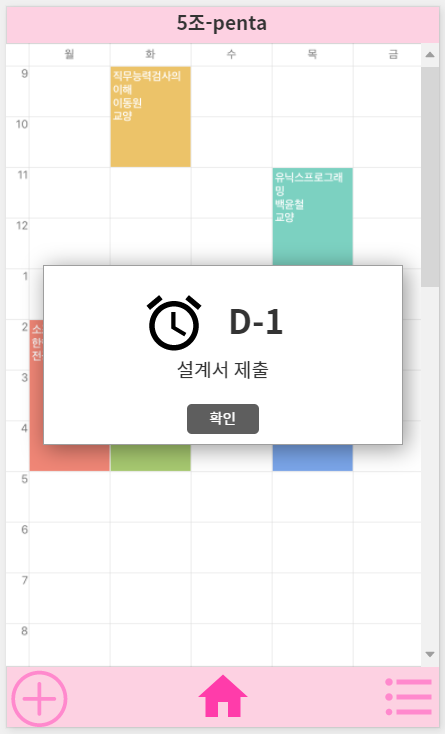 5조-penta
월 화 수 목 금
9
직무능력검사의
이해
이동원
교양
10
11
유닉스프로그래
밍
백윤철
교양
12
1
D-1
설계서 제출
확인
2
3
4
5
6
7
8